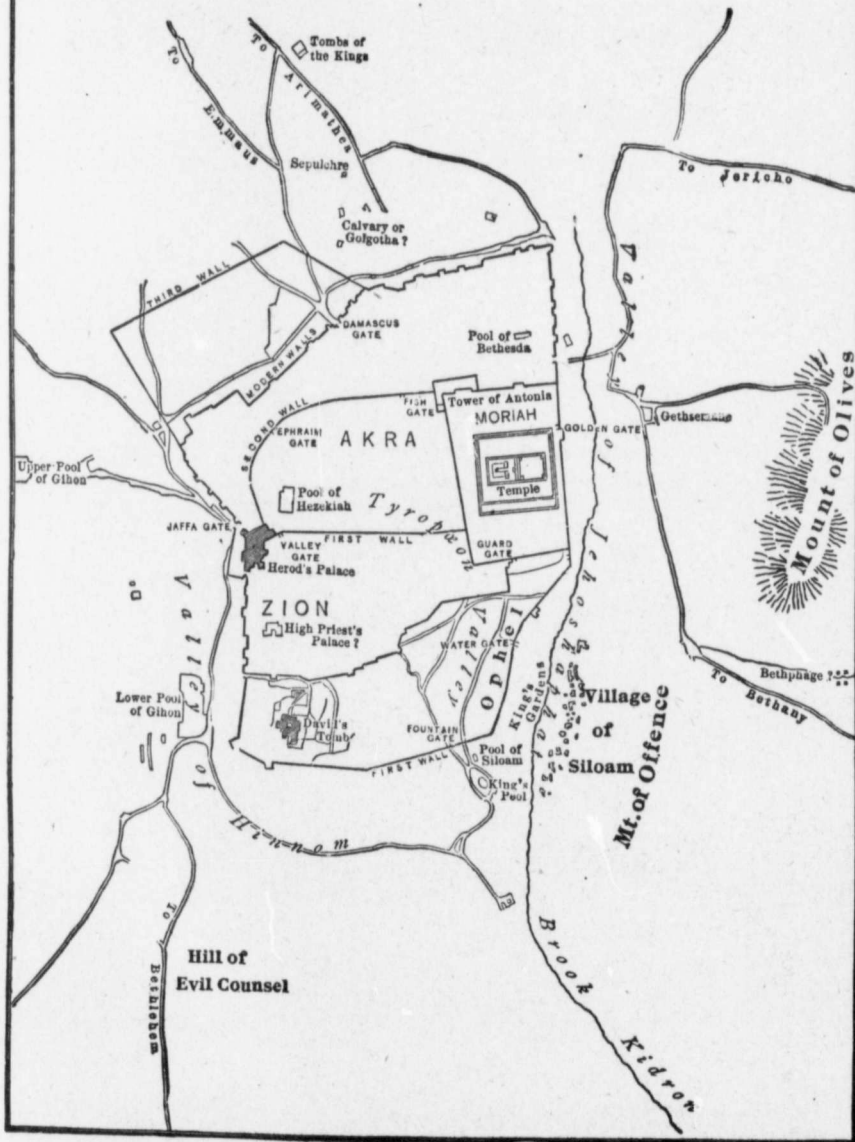 Tombs of
the Kings
To Emmaus
To Arimathea
Sepulchre
Calvary or
Golgotha?
To Jericho
THIRD WALL
MODERN WALLS
DAMASCUS
GATE
Pool of
Bethesda
SECOND WALL
FISH
GATE
Tower of Antonia
MORIAH
EPHRAIM
GATE
AKRA
GOLDEN GATE
Gethsemane
Mount of Olives
Upper Pool
of Gihon
Pool of
Hezekiah
Temple
Tyropœon Valley
JAFFA GATE
VALLEY
GATE
FIRST WALL
GUARD
GATE
Herod's Palace
Valley of Jehoshaphat
ZION
High Priest's
Palace?
WATER GATE
Ophel
King's
Gardens
Bethphage?
To Bethany
Lower Pool
of Gihon
David's
Tomb
FOUNTAIN
GATE
FIRST WALL
Pool of
Siloam
King's
Pool
Village
of
Siloam
Mt. of Offence
Valley of Hinnom
Hill of
Evil Counsel
To Bethlehem
Brook Kidron